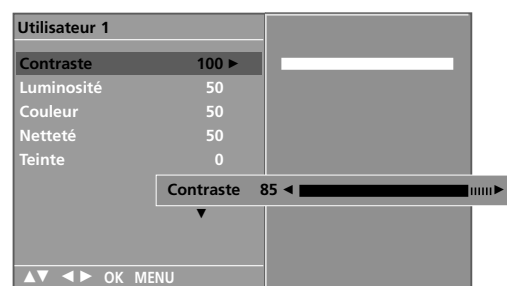 Utilisateur 1
Contraste 100 ►
Luminosité 50
Couleur 50
Netteté 50
Teinte 0
Contraste 85 ◄ ►
▼
▲▼ ◄► OK MENU